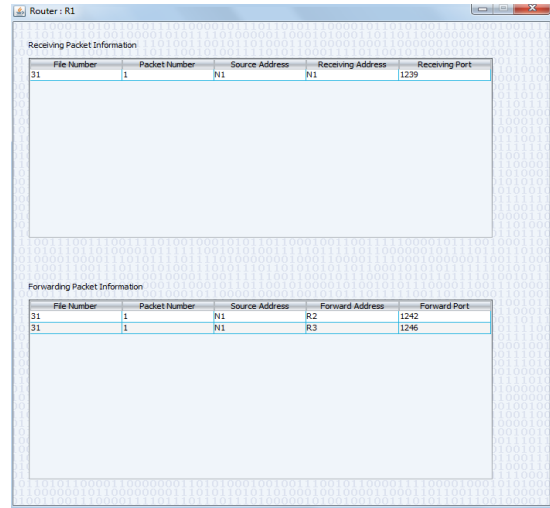 Router : R1
Receiving Packet Information
File Number Packet Number Source Address Receiving Address Receiving Port
31 1 N1 N1 1239
Forwarding Packet Information
File Number Packet Number Source Address Forward Address Forward Port
31 1 N1 R2 1242
31 1 N1 R3 1246